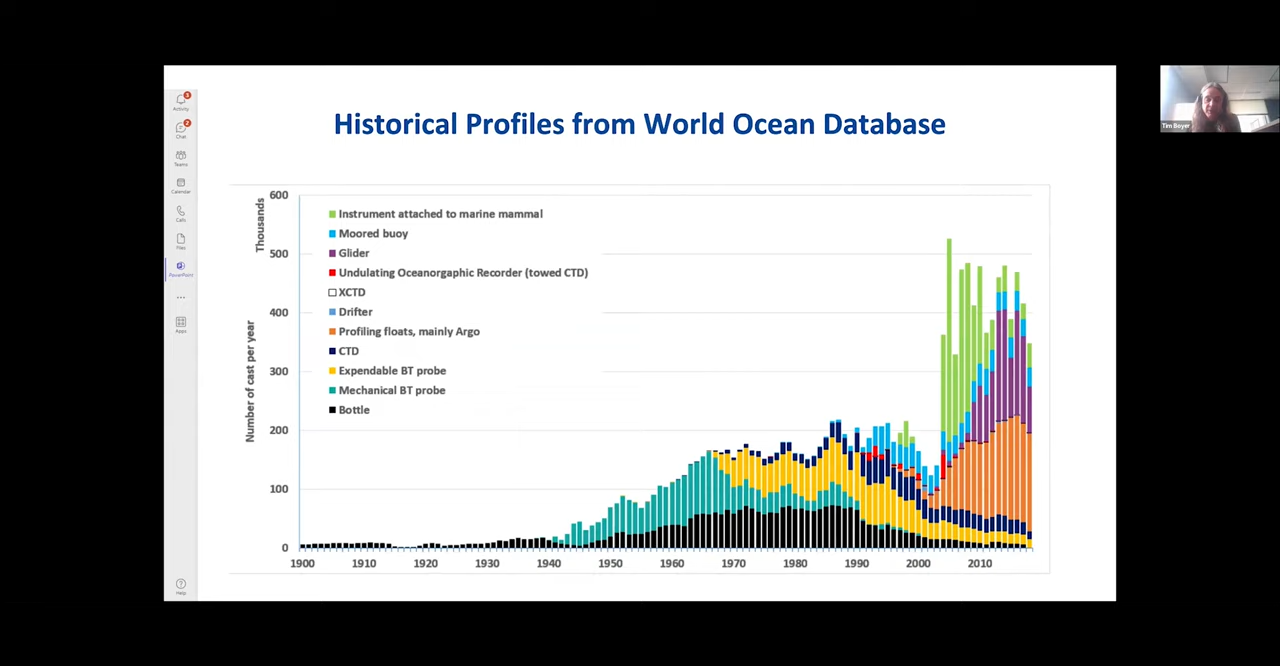 Historical Profiles from World Ocean Database
Tim Boyer
3
Activity
2
Chat
Teams
Calendar
Calls
Files
PowerPoint
Apps
Help
Thousands
Number of cast per year
600
500
400
300
200
100
0
Instrument attached to marine mammal
Moored buoy
Glider
Undulating Oceanorgaphic Recorder (towed CTD)
XCTD
Drifter
Profiling floats, mainly Argo
CTD
Expendable BT probe
Mechanical BT probe
Bottle
1900 1910 1920 1930 1940 1950 1960 1970 1980 1990 2000 2010